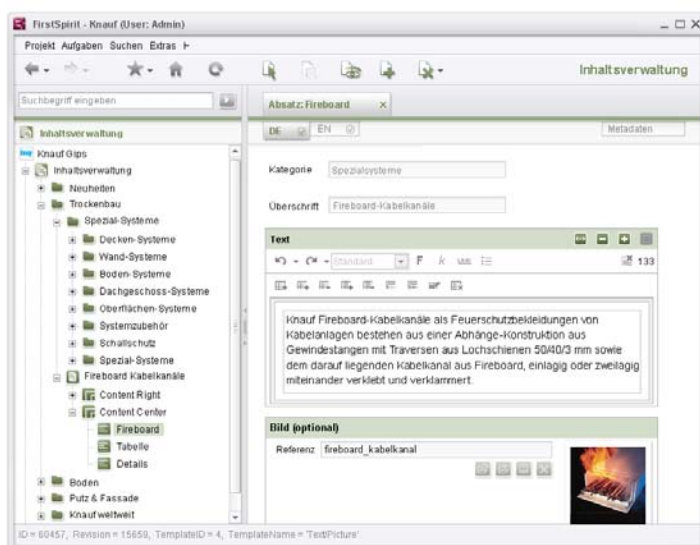 FirstSpirit - Knauf (User: Admin)
Projekt Aufgaben Suchen Extras
Inhaltsverwaltung
Suchbegriff eingeben
Absatz: Fireboard
x
Inhaltsverwaltung
DE
EN
Metadaten
Knauf Gips
Inhaltsverwaltung
Neuheiten
Trockenbau
Spezial-Systeme
Decken-Systeme
Wand-Systeme
Boden-Systeme
Dachgeschoss-Systeme
Oberflächen-Systeme
Systemzubehör
Schallschutz
Spezial-Systeme
Fireboard Kabelkanäle
Content Right
Content Center
Fireboard
Tabelle
Details
Boden
Putz & Fassade
Knauf weltweit
Kategorie
Spezialsysteme
Überschrift
Fireboard-Kabelkanäle
Text
Standard
F
k
133
Knauf Fireboard-Kabelkanäle als Feuerschutzbekleidungen von
Kabelanlagen bestehen aus einer Abhänge-Konstruktion aus
Gewindestangen mit Traversen aus Lochschienen 50/40/3 mm sowie
dem darauf liegenden Kabelkanal aus Fireboard, einlagig oder zweilagig
miteinander verklebt und verklammert.
Bild (optional)
Referenz
fireboard_kabelkanal
ID = 60457, Revision = 15659, TemplateID = 4, TemplateName = 'TextPicture'